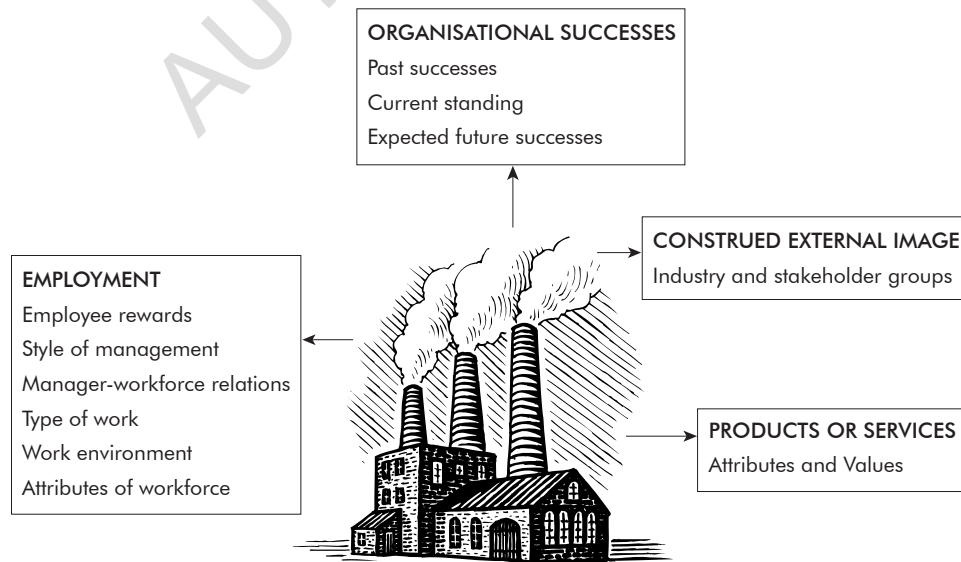 ORGANISATIONAL SUCCESSES
Past successes
Current standing
Expected future successes
CONSTRUED EXTERNAL IMAGE
Industry and stakeholder groups
EMPLOYMENT
Employee rewards
Style of management
Manager-workforce relations
Type of work
Work environment
Attributes of workforce
PRODUCTS OR SERVICES
Attributes and Values